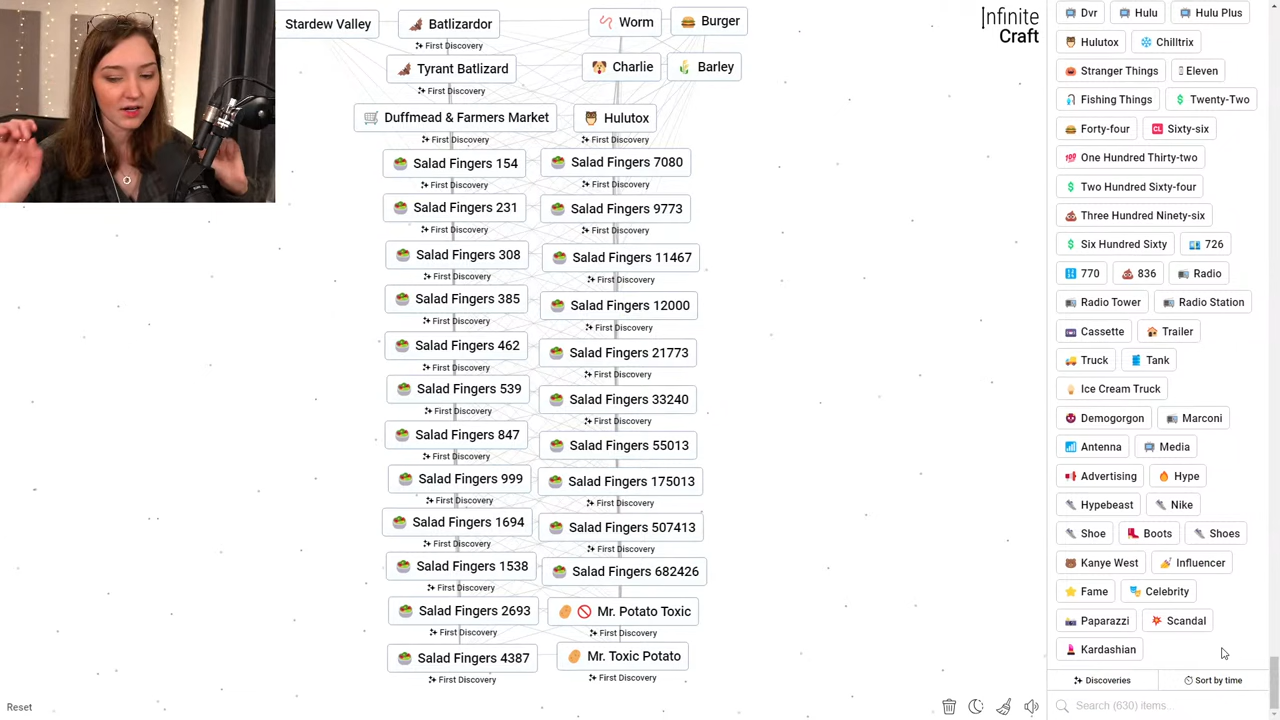 Stardew Valley
Batlizardor
First Discovery
Worm
Burger
Tyrant Batlizard
First Discovery
Charlie
Barley
Duffmead & Farmers Market
First Discovery
Hulutox
First Discovery
Salad Fingers 154
First Discovery
Salad Fingers 7080
First Discovery
Salad Fingers 231
First Discovery
Salad Fingers 9773
First Discovery
Salad Fingers 308
First Discovery
Salad Fingers 11467
First Discovery
Salad Fingers 385
First Discovery
Salad Fingers 12000
First Discovery
Salad Fingers 462
First Discovery
Salad Fingers 21773
First Discovery
Salad Fingers 539
First Discovery
Salad Fingers 33240
First Discovery
Salad Fingers 847
First Discovery
Salad Fingers 55013
First Discovery
Salad Fingers 999
First Discovery
Salad Fingers 175013
First Discovery
Salad Fingers 1694
First Discovery
Salad Fingers 507413
First Discovery
Salad Fingers 1538
First Discovery
Salad Fingers 682426
First Discovery
Salad Fingers 2693
First Discovery
Mr. Potato Toxic
First Discovery
Salad Fingers 4387
First Discovery
Mr. Toxic Potato
First Discovery
Reset
Infinite
Craft
Dvr
Hulu
Hulu Plus
Hulutox
Chilltrix
Stranger Things
Eleven
Fishing Things
Twenty-Two
Forty-four
Sixty-six
One Hundred Thirty-two
Two Hundred Sixty-four
Three Hundred Ninety-six
Six Hundred Sixty
726
770
836
Radio
Radio Tower
Radio Station
Cassette
Trailer
Truck
Tank
Ice Cream Truck
Demogorgon
Marconi
Antenna
Media
Advertising
Hype
Hypebeast
Nike
Shoe
Boots
Shoes
Kanye West
Influencer
Fame
Celebrity
Paparazzi
Scandal
Kardashian
Discoveries
Sort by time
Search (630) items...